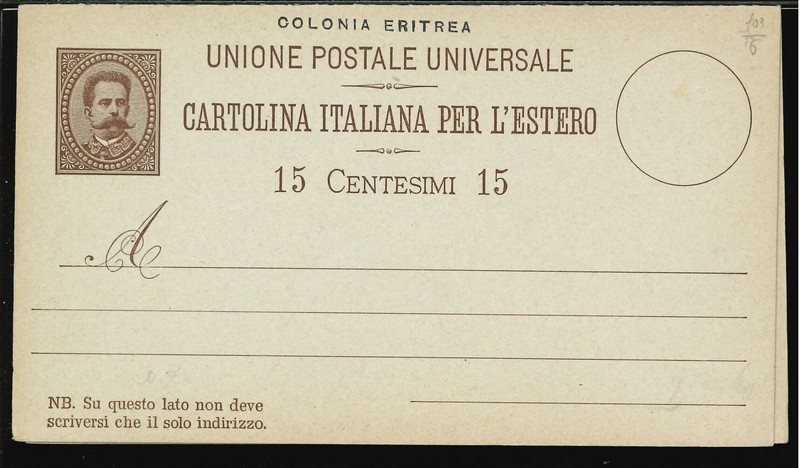 COLONIA ERITREA
UNIONE POSTALE UNIVERSALE
CARTOLINA ITALIANA PER L'ESTERO
15 CENTESIMI 15
A
NB. Su questo lato non deve
scriversi che il solo indirizzo.